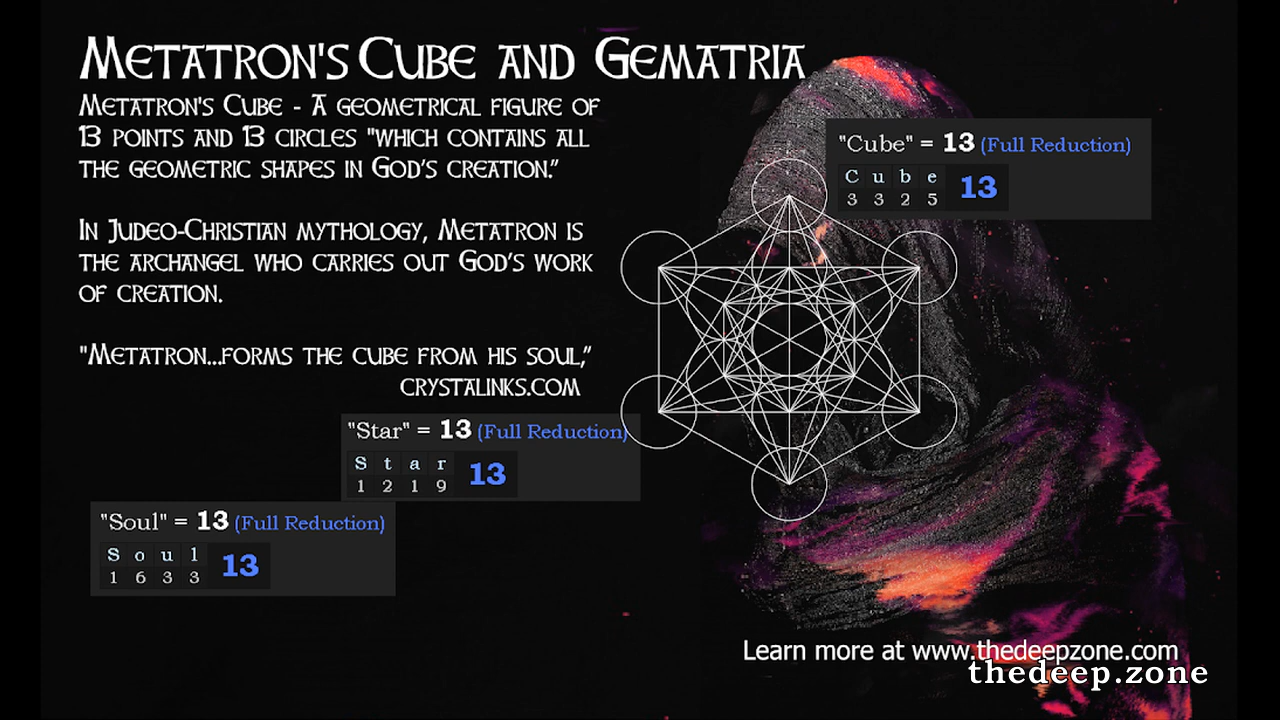 Metatron's Cube and Gematria
Metatron's Cube - A geometrical figure of
13 points and 13 circles "which contains all
the geometric shapes in God's creation."
In Judeo-Christian mythology, Metatron is
the archangel who carries out God's work
of creation.
"Metatron...forms the cube from his soul,"
crystalinks.com
"Cube" = 13 (Full Reduction)
C u b e
3 3 2 5 13
"Star" = 13 (Full Reduction)
S t a r
1 2 1 9 13
"Soul" = 13 (Full Reduction)
S o u l
1 6 3 3 13
Learn more at www.thedeepzone.com
thedeep.zone